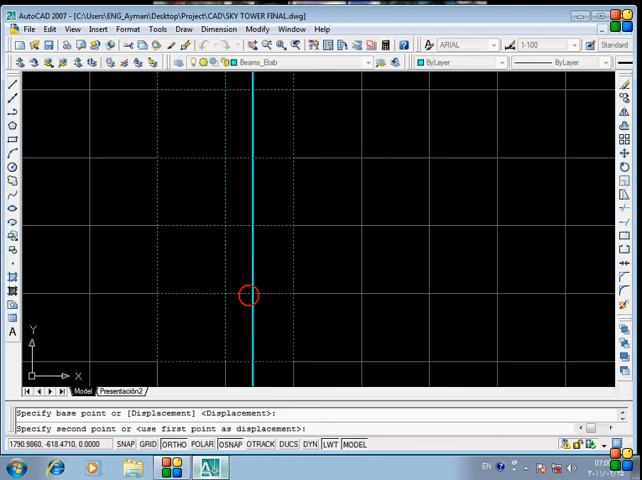 AutoCAD 2007 - [C:\Users\ENG_Ayman\Desktop\Project\CAD\SKY TOWER FINAL.dwg]
File Edit View Insert Format Tools Draw Dimension Modify Window Help
ARIAL 1-100 Standard
Beams_Etab ByLayer ByLayer
A
Y
X
Model Presentación2
Specify base point or [Displacement] <Displacement>:
Specify second point or <use first point as displacement>:
1790.9860, -618.4710, 0.0000 SNAP GRID ORTHO POLAR OSNAP OTRACK DUCS DYN LWT MODEL
EN